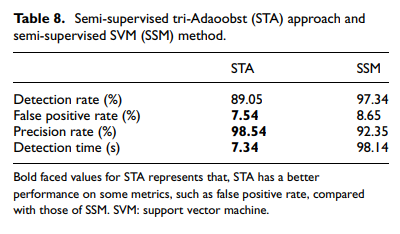 Table 8. Semi-supervised tri-Adaoobst (STA) approach and
semi-supervised SVM (SSM) method.
STA SSM
Detection rate (%) 89.05 97.34
False positive rate (%) 7.54 8.65
Precision rate (%) 98.54 92.35
Detection time (s) 7.34 98.14
Bold faced values for STA represents that, STA has a better
performance on some metrics, such as false positive rate, compared
with those of SSM. SVM: support vector machine.